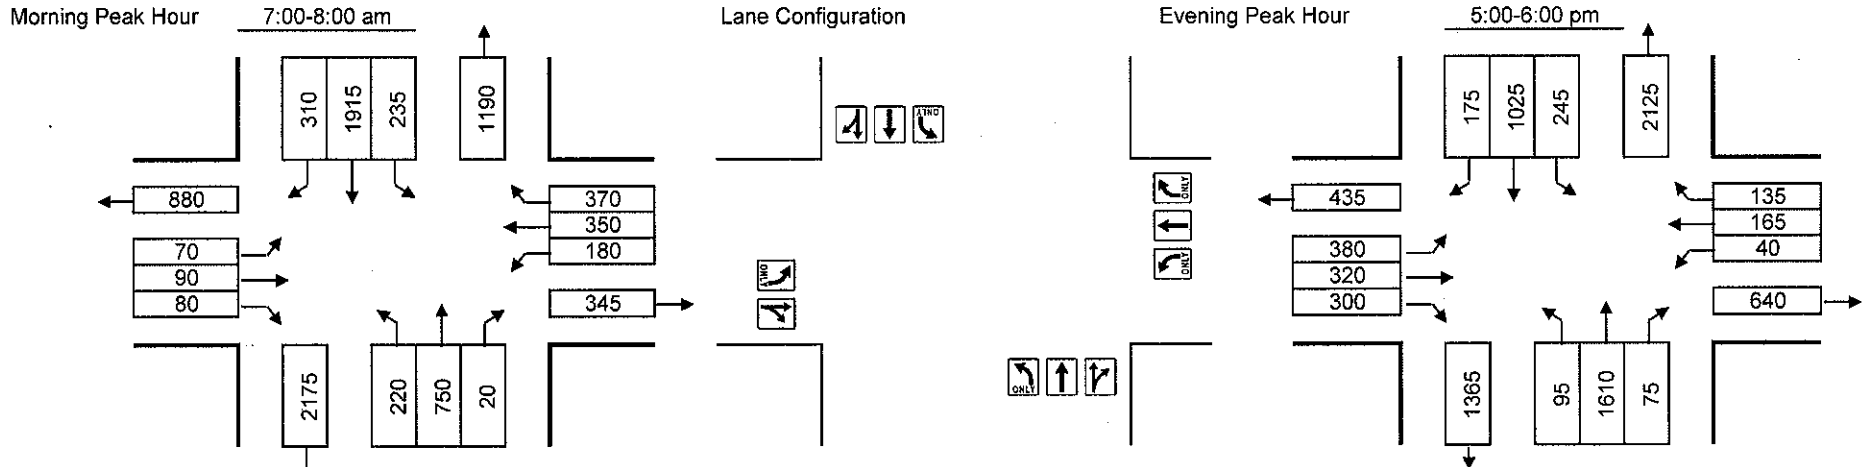 Morning Peak Hour 7:00-8:00 am Lane Configuration Evening Peak Hour 5:00-6:00 pm
310 1915 235 1190
880
70
90
80
370
350
180
345
2175
220 750 20
ONLY
ONLY
ONLY
ONLY
ONLY
175 1025 245 2125
435
380
320
300
135
165
40
640
1365
95 1610 75